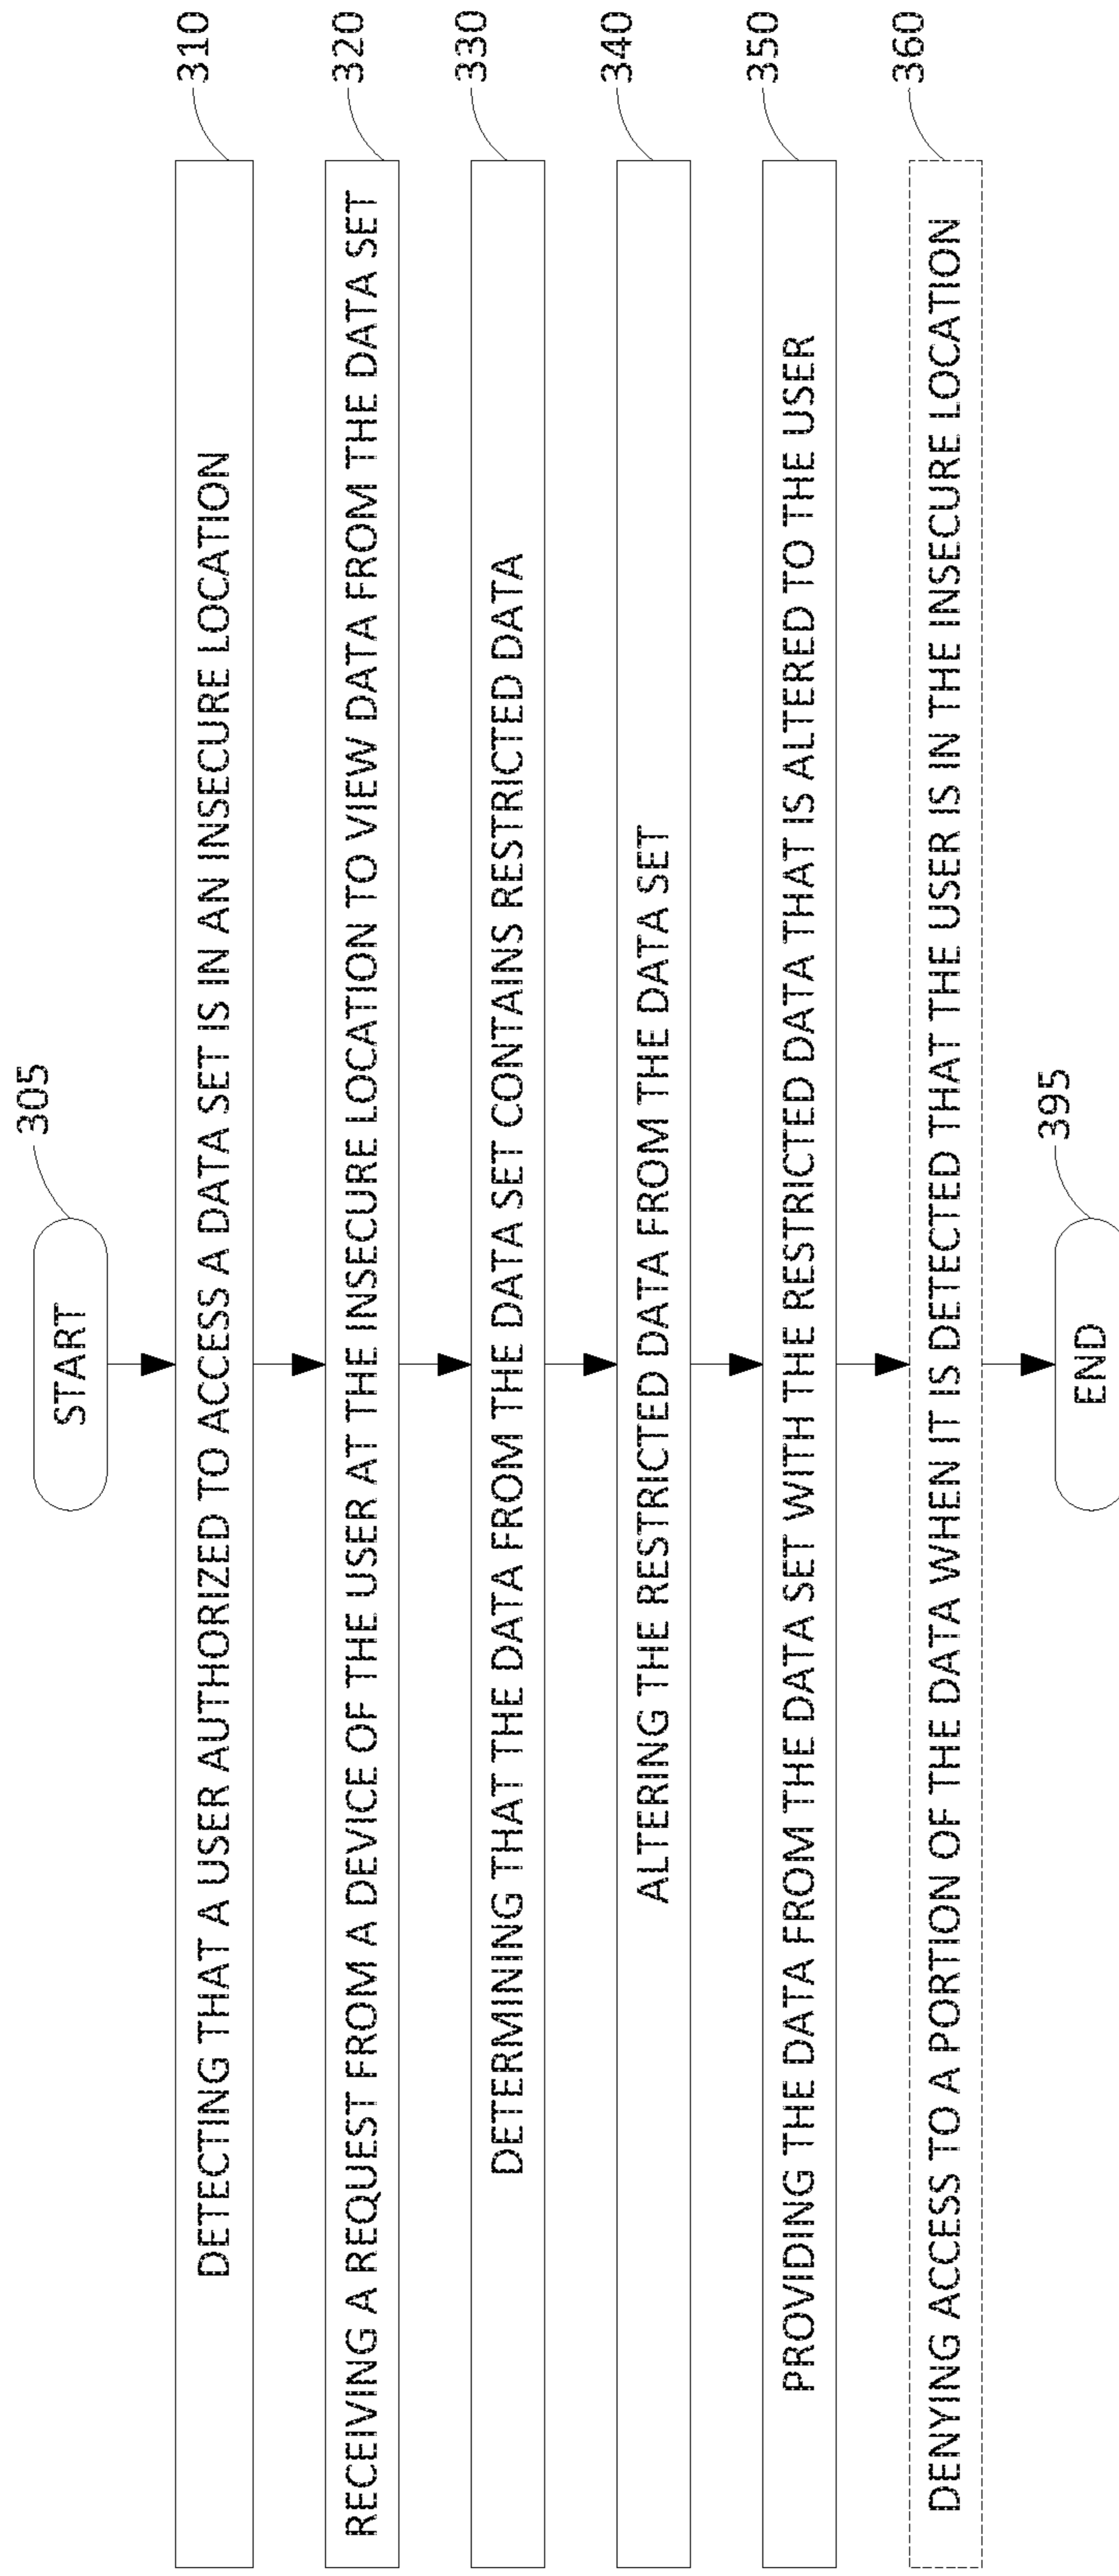 305
START
310
DETECTING THAT A USER AUTHORIZED TO ACCESS A DATA SET IS IN AN INSECURE LOCATION
320
RECEIVING A REQUEST FROM A DEVICE OF THE USER AT THE INSECURE LOCATION TO VIEW DATA FROM THE DATA SET
330
DETERMINING THAT THE DATA FROM THE DATA SET CONTAINS RESTRICTED DATA
340
ALTERING THE RESTRICTED DATA FROM THE DATA SET
350
PROVIDING THE DATA FROM THE DATA SET WITH THE RESTRICTED DATA THAT IS ALTERED TO THE USER
360
DENYING ACCESS TO A PORTION OF THE DATA WHEN IT IS DETECTED THAT THE USER IS IN THE INSECURE LOCATION
395
END